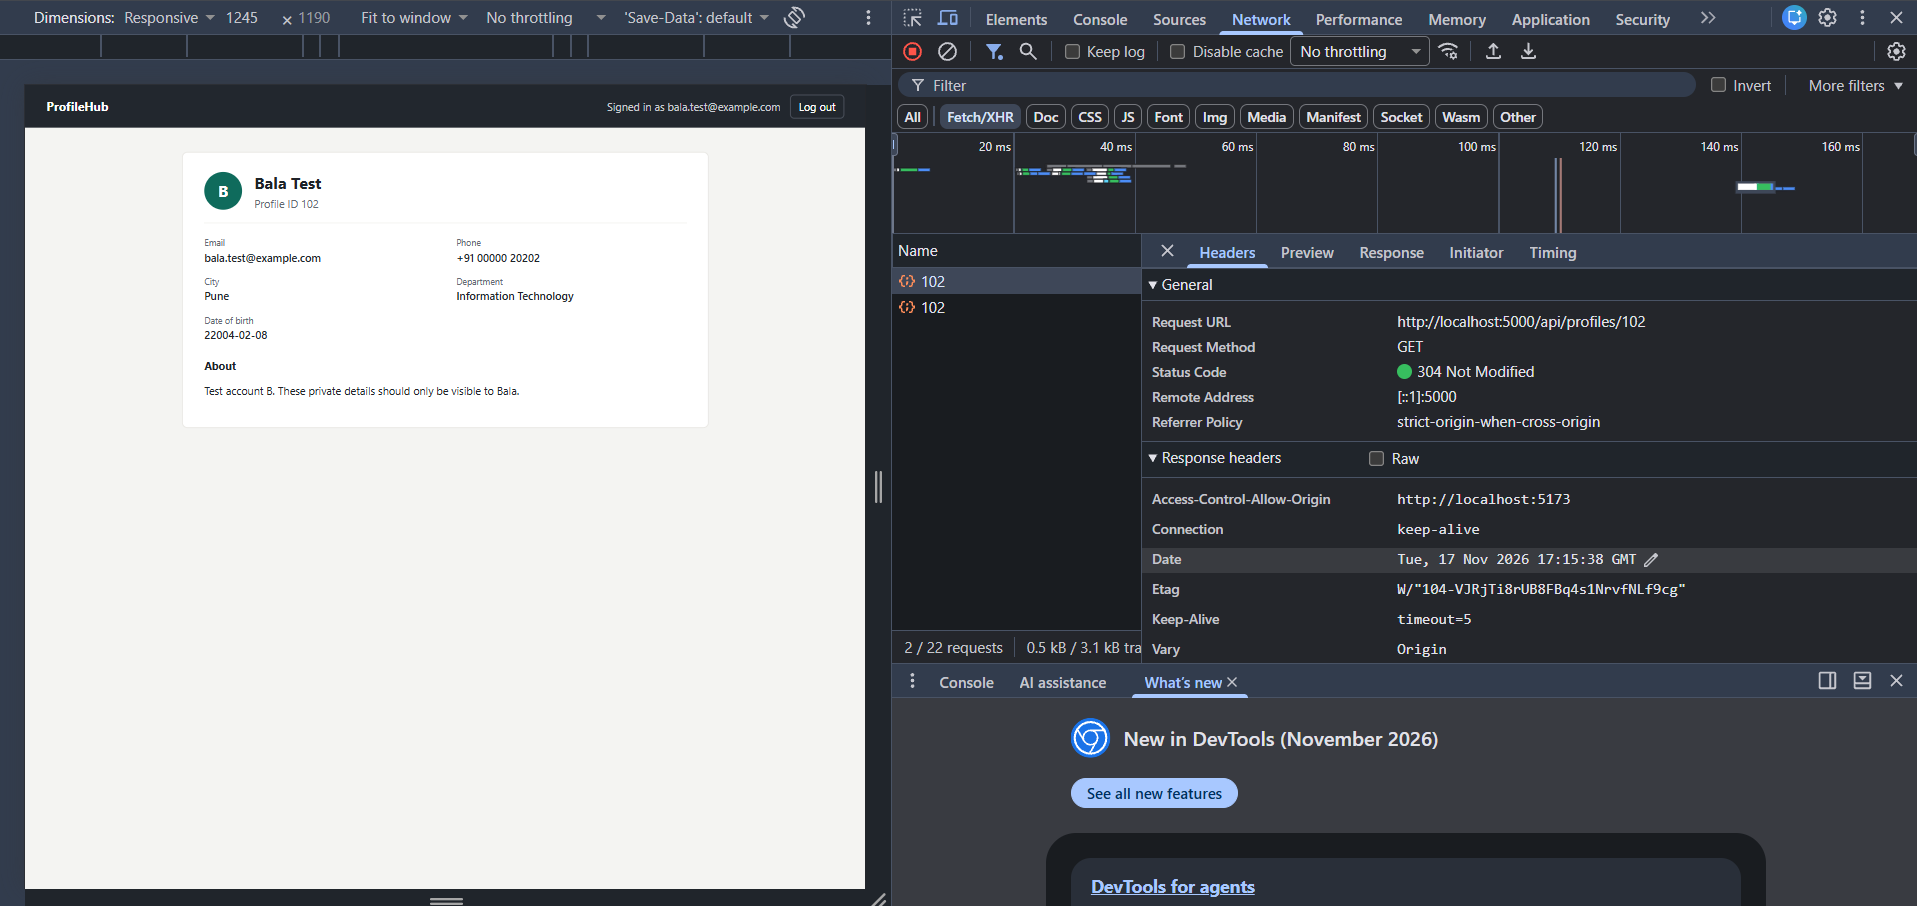 Dimensions: Responsive 1245 × 1190 Fit to window No throttling 'Save-Data': default
ProfileHub
Signed in as bala.test@example.com Log out
B
Bala Test
Profile ID 102
Email Phone
bala.test@example.com +91 00000 20202
City Department
Pune Information Technology
Date of birth
22004-02-08
About
Test account B. These private details should only be visible to Bala.
Elements Console Sources Network Performance Memory Application Security
Keep log Disable cache No throttling
Filter Invert More filters
All Fetch/XHR Doc CSS JS Font Img Media Manifest Socket Wasm Other
20 ms 40 ms 60 ms 80 ms 100 ms 120 ms 140 ms 160 ms
Name
102
102
2 / 22 requests 0.5 kB / 3.1 kB tra
Headers Preview Response Initiator Timing
General
Request URL http://localhost:5000/api/profiles/102
Request Method GET
Status Code 304 Not Modified
Remote Address [::1]:5000
Referrer Policy strict-origin-when-cross-origin
Response headers Raw
Access-Control-Allow-Origin http://localhost:5173
Connection keep-alive
Date Tue, 17 Nov 2026 17:15:38 GMT
Etag W/"104-VJRjTi8rUB8FBq4s1NrvfNLf9cg"
Keep-Alive timeout=5
Vary Origin
Console AI assistance What's new
New in DevTools (November 2026)
See all new features
DevTools for agents